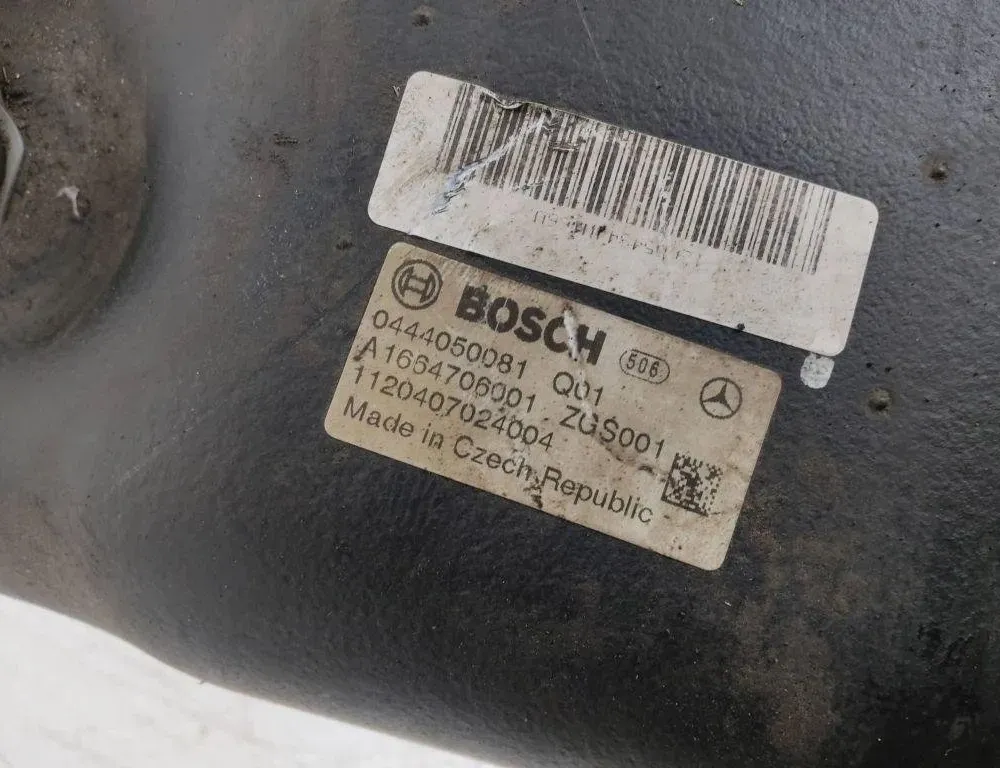 BOSCH 506
0444050081 Q01
A1664706001 ZGS001
1120407024004
Made in Czech Republic